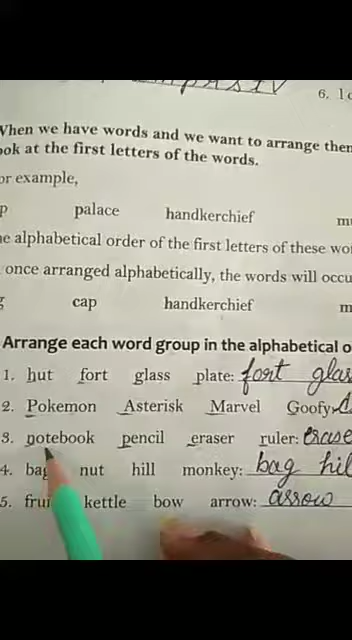 6. 1
When we have words and we want to arrange then
ook at the first letters of the words.
or example,
p palace handkerchief m
e alphabetical order of the first letters of these wo
once arranged alphabetically, the words will occu
g cap handkerchief m
Arrange each word group in the alphabetical o
1. hut fort glass plate: fort glas
2. Pokemon Asterisk Marvel Goofy:
3. notebook pencil eraser ruler: erase
4. bag nut hill monkey: bag hil
5. fruit kettle bow arrow: arrow